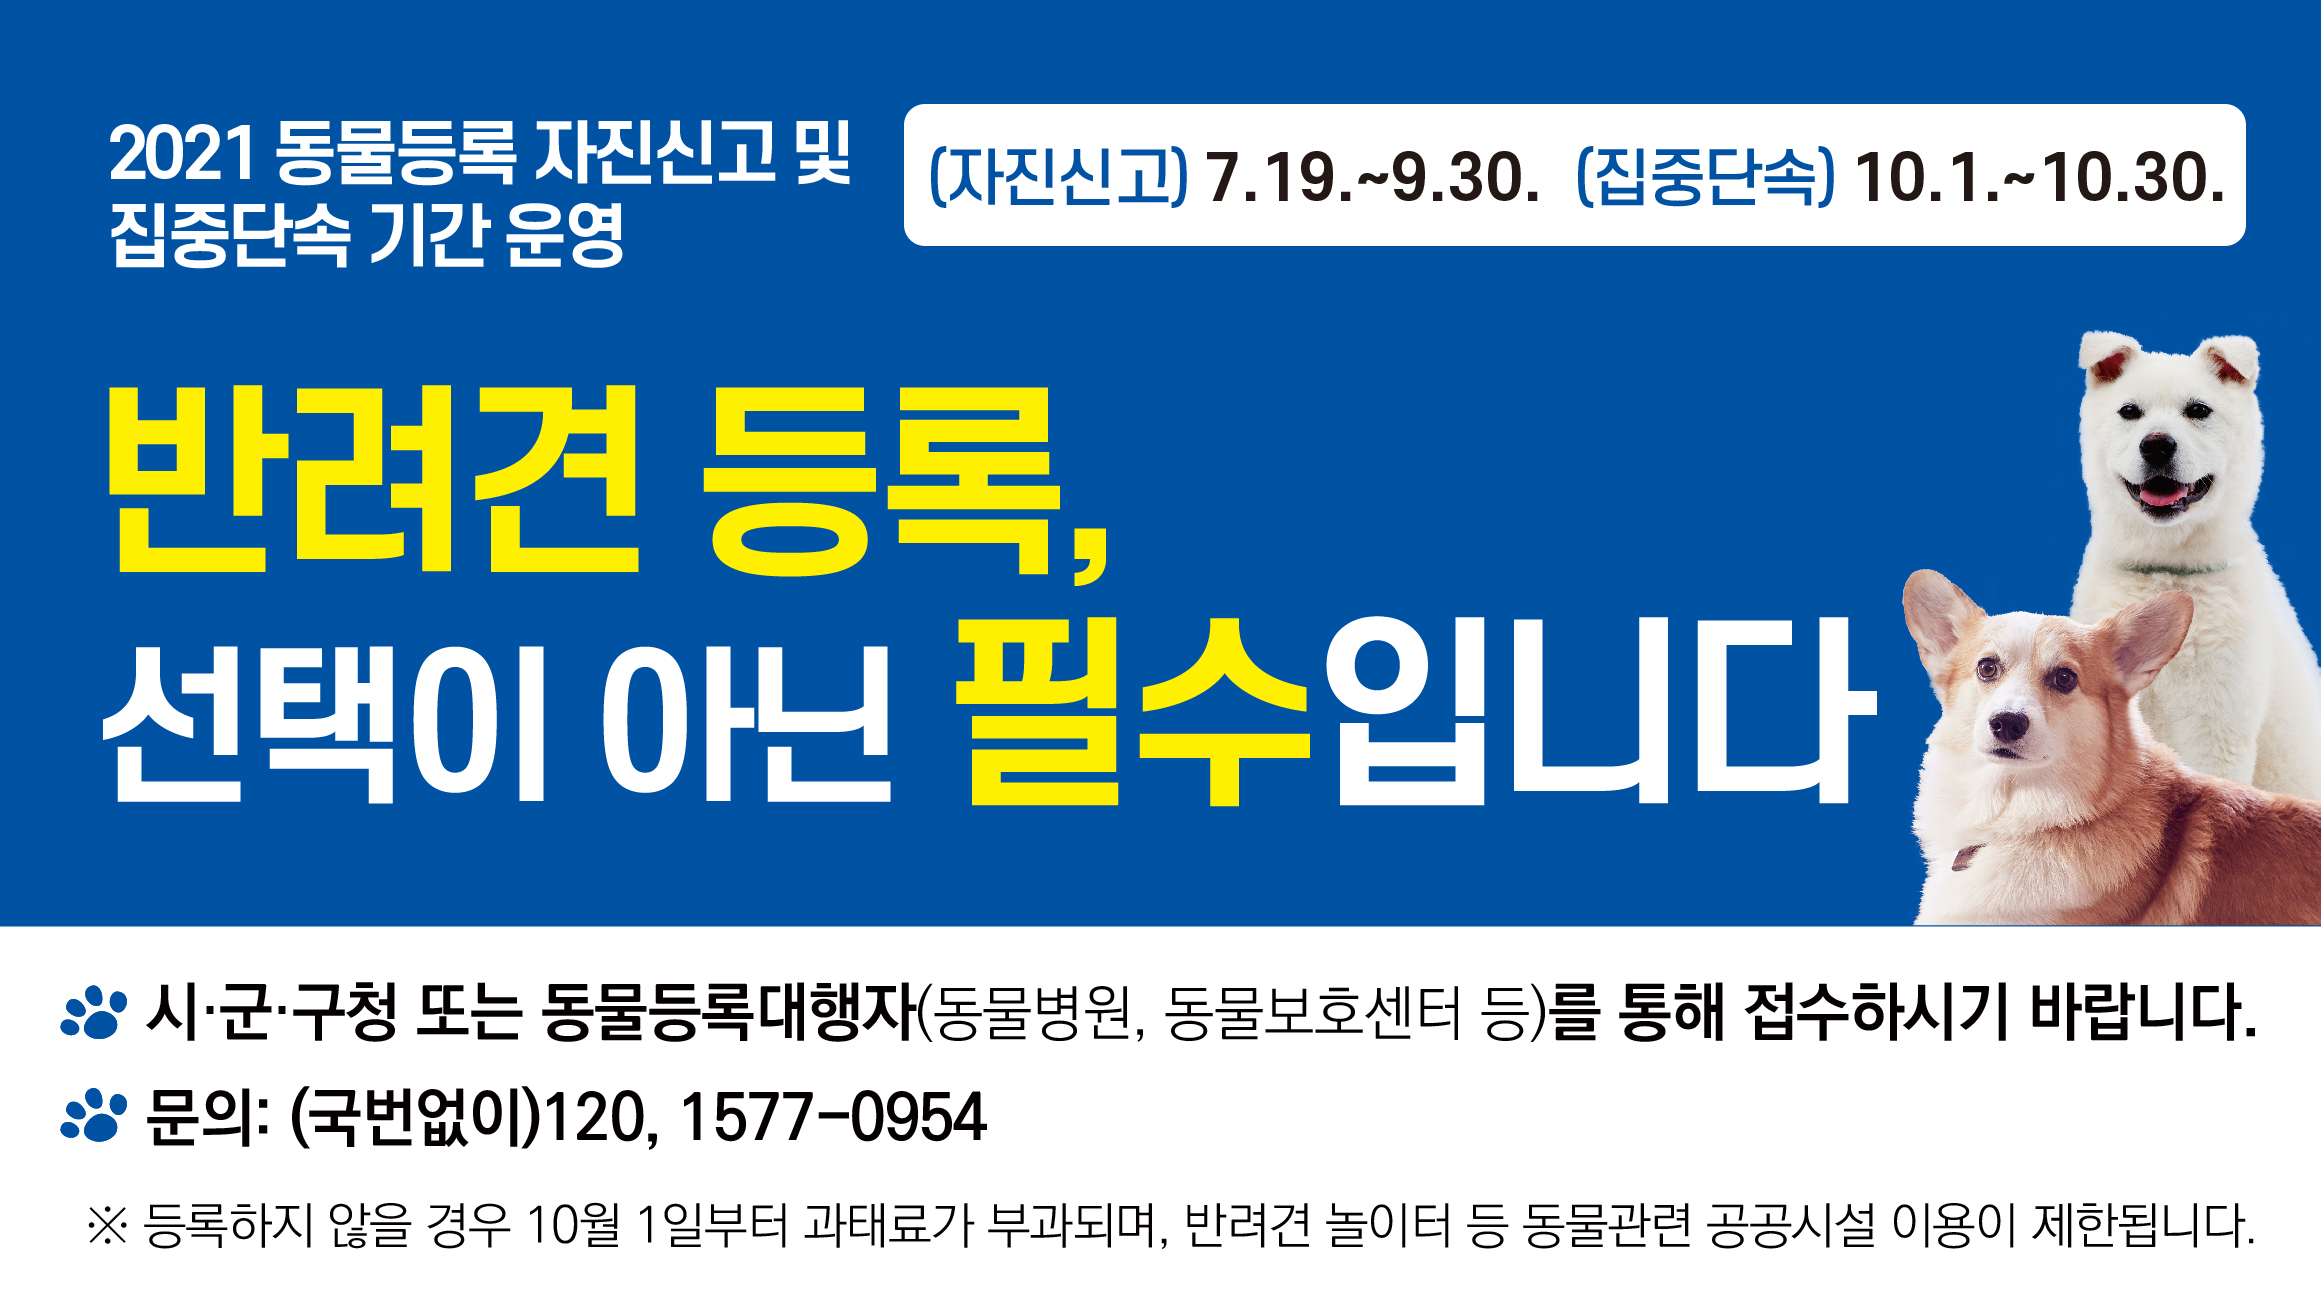 2021 동물등록 자진신고 및
집중단속 기간 운영
(자진신고) 7.19.~9.30. (집중단속) 10.1.~10.30.
반려견 등록,
선택이 아닌 필수입니다
시·군·구청 또는 동물등록대행자(동물병원, 동물보호센터 등)를 통해 접수하시기 바랍니다.
문의: (국번없이)120, 1577-0954
※ 등록하지 않을 경우 10월 1일부터 과태료가 부과되며, 반려견 놀이터 등 동물관련 공공시설 이용이 제한됩니다.